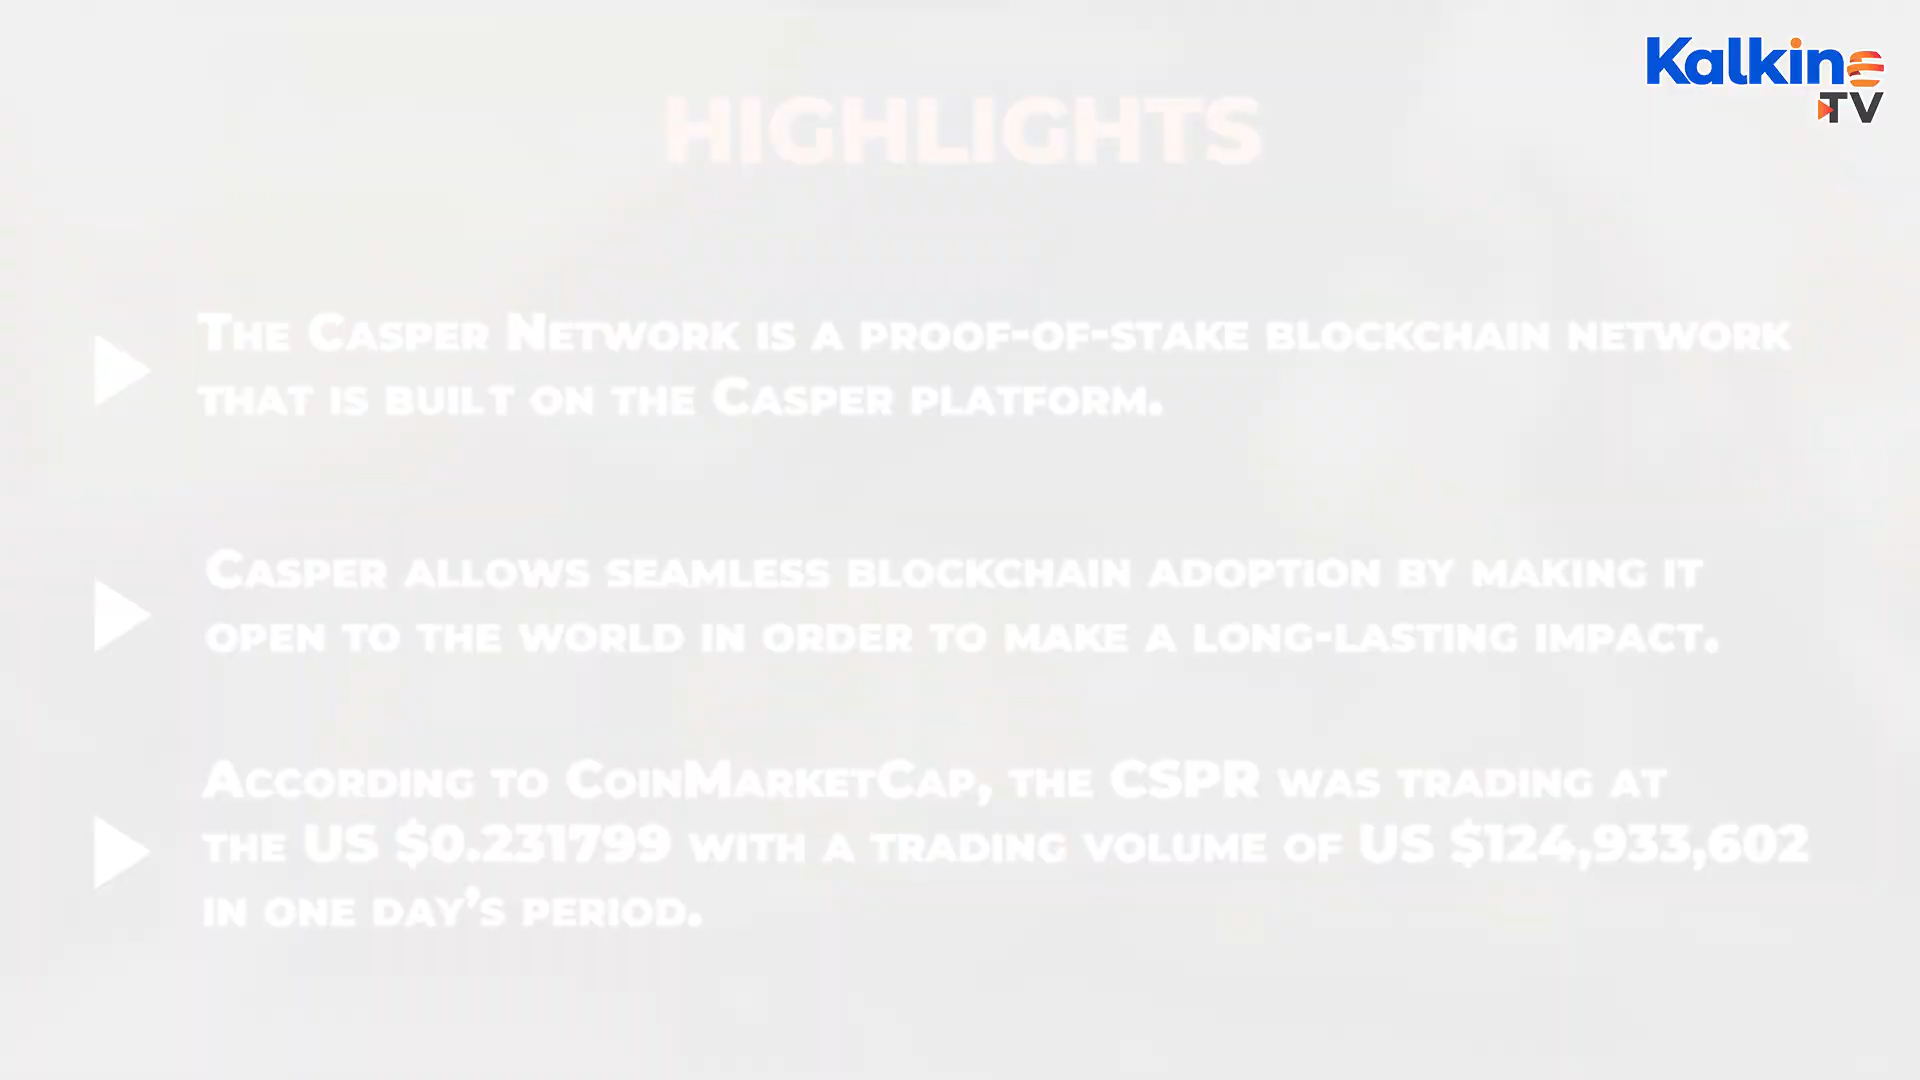 Kalkine
TV
HIGHLIGHTS
The Casper Network is a proof-of-stake blockchain network
that is built on the Casper platform.
Casper allows seamless blockchain adoption by making it
open to the world in order to make a long-lasting impact.
According to CoinMarketCap, the CSPR was trading at
the US $0.231799 with a trading volume of US $124,933,602
in one day’s period.